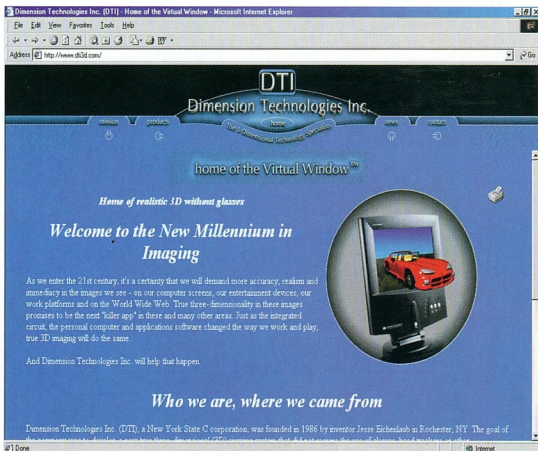 Dimension Technologies Inc. (DTI) - Home of the Virtual Window - Microsoft Internet Explorer
File Edit View Favorites Tools Help
Address http://www.dti3d.com/ Go
DTI
Dimension Technologies Inc.
mission products home news contact
True 3-Dimensional Technology Specialists
home of the Virtual Window™
Home of realistic 3D without glasses
Welcome to the New Millennium in
Imaging
As we enter the 21st century, it's a certainty that we will demand more accuracy, realism and
immediacy in the images we see - on our computer screens, our entertainment devices, our
work platforms and on the World Wide Web. True three-dimensionality in these images
promises to be the next "killer app" in these and many other areas. Just as the integrated
circuit, the personal computer and applications software changed the way we work and play,
true 3D imaging will do the same.
And Dimension Technologies Inc. will help that happen.
Who we are, where we came from
Dimension Technologies Inc. (DTI), a New York State C corporation, was founded in 1986 by inventor Jesse Eichenlaub in Rochester, NY. The goal of
Done Internet